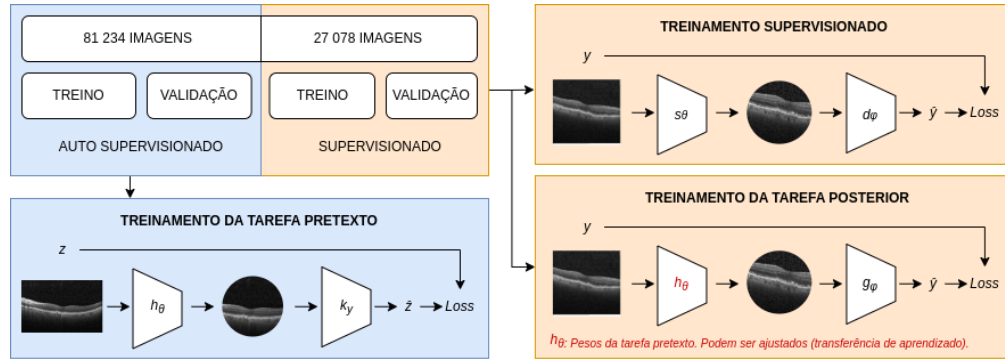 81 234 IMAGENS
27 078 IMAGENS
TREINO
VALIDAÇÃO
TREINO
VALIDAÇÃO
AUTO SUPERVISIONADO
SUPERVISIONADO
TREINAMENTO DA TAREFA PRETEXTO
z
hθ
kγ
ẑ
Loss
TREINAMENTO SUPERVISIONADO
y
sθ
dφ
ŷ
Loss
TREINAMENTO DA TAREFA POSTERIOR
y
hθ
gφ
ŷ
Loss
hθ: Pesos da tarefa pretexto. Podem ser ajustados (transferência de aprendizado).